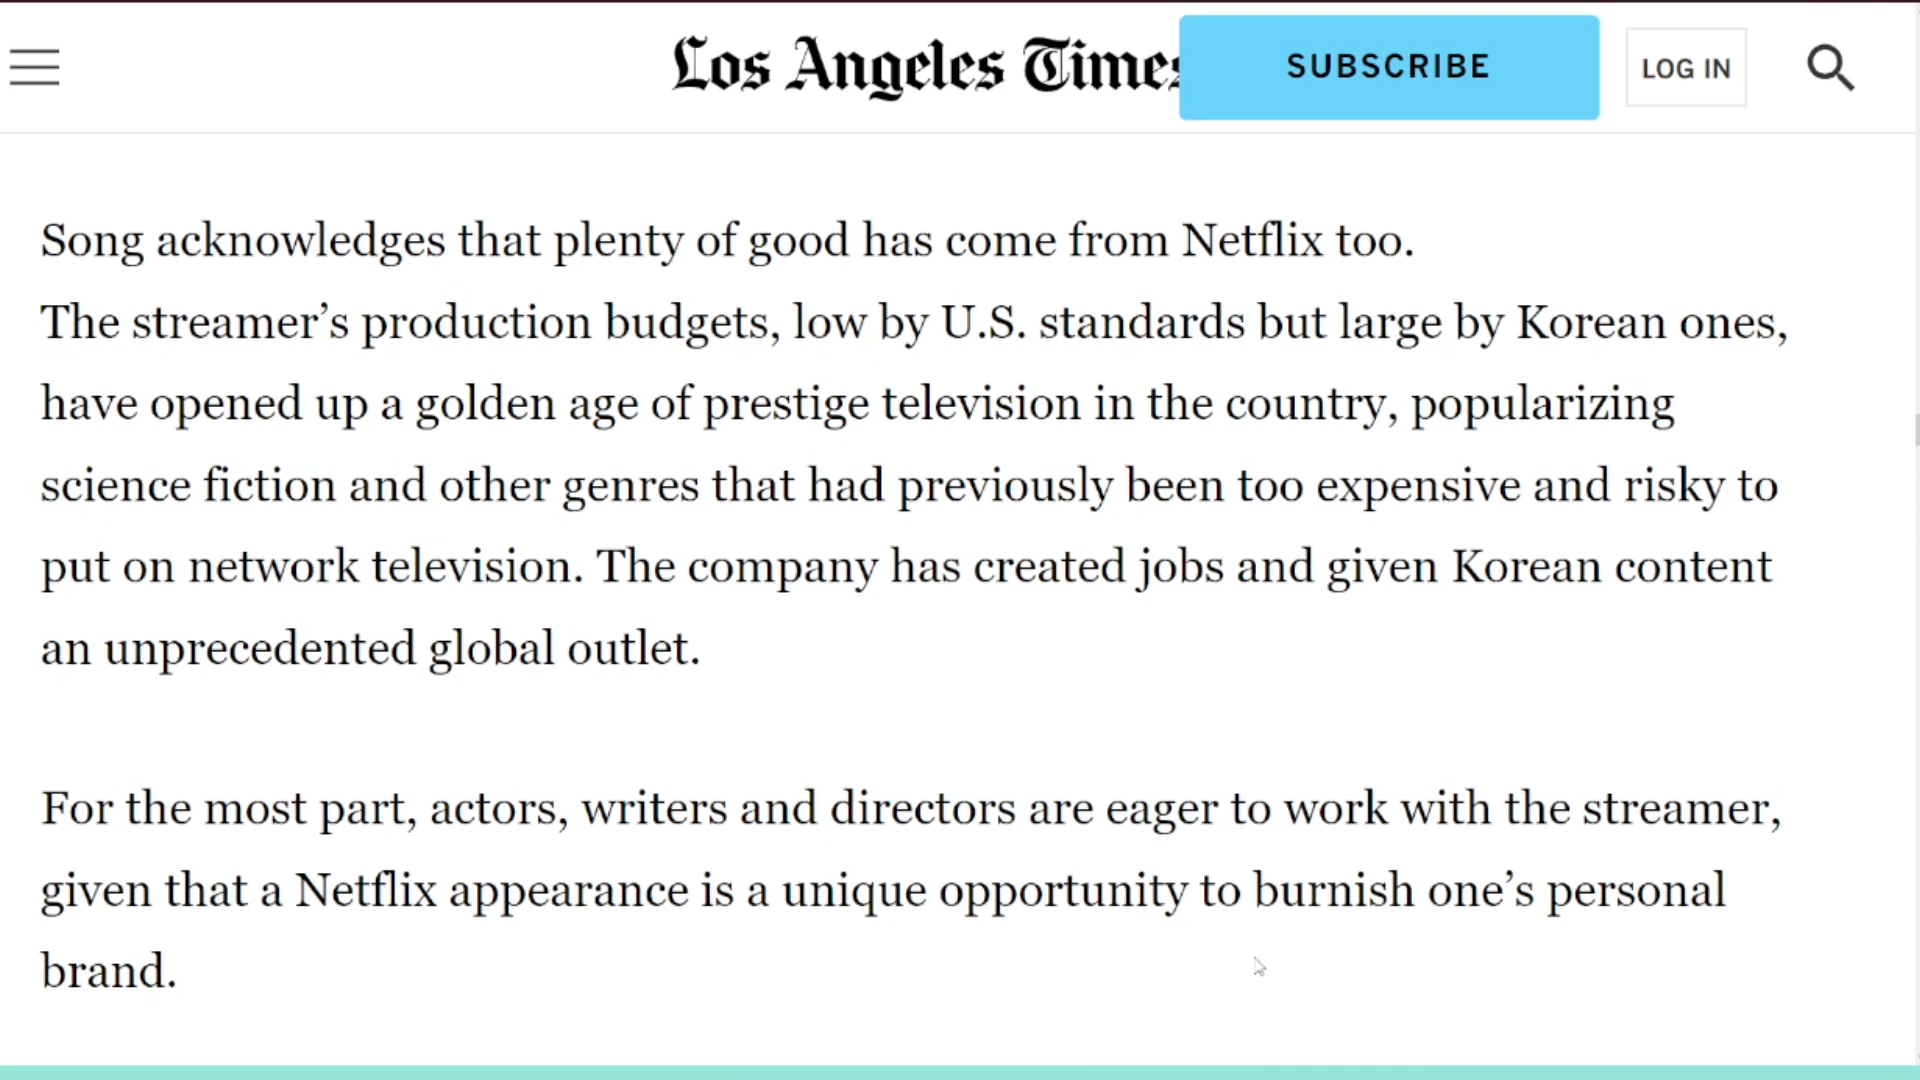 Los Angeles Times
SUBSCRIBE
LOG IN
Song acknowledges that plenty of good has come from Netflix too.
The streamer’s production budgets, low by U.S. standards but large by Korean ones,
have opened up a golden age of prestige television in the country, popularizing
science fiction and other genres that had previously been too expensive and risky to
put on network television. The company has created jobs and given Korean content
an unprecedented global outlet.
For the most part, actors, writers and directors are eager to work with the streamer,
given that a Netflix appearance is a unique opportunity to burnish one’s personal
brand.